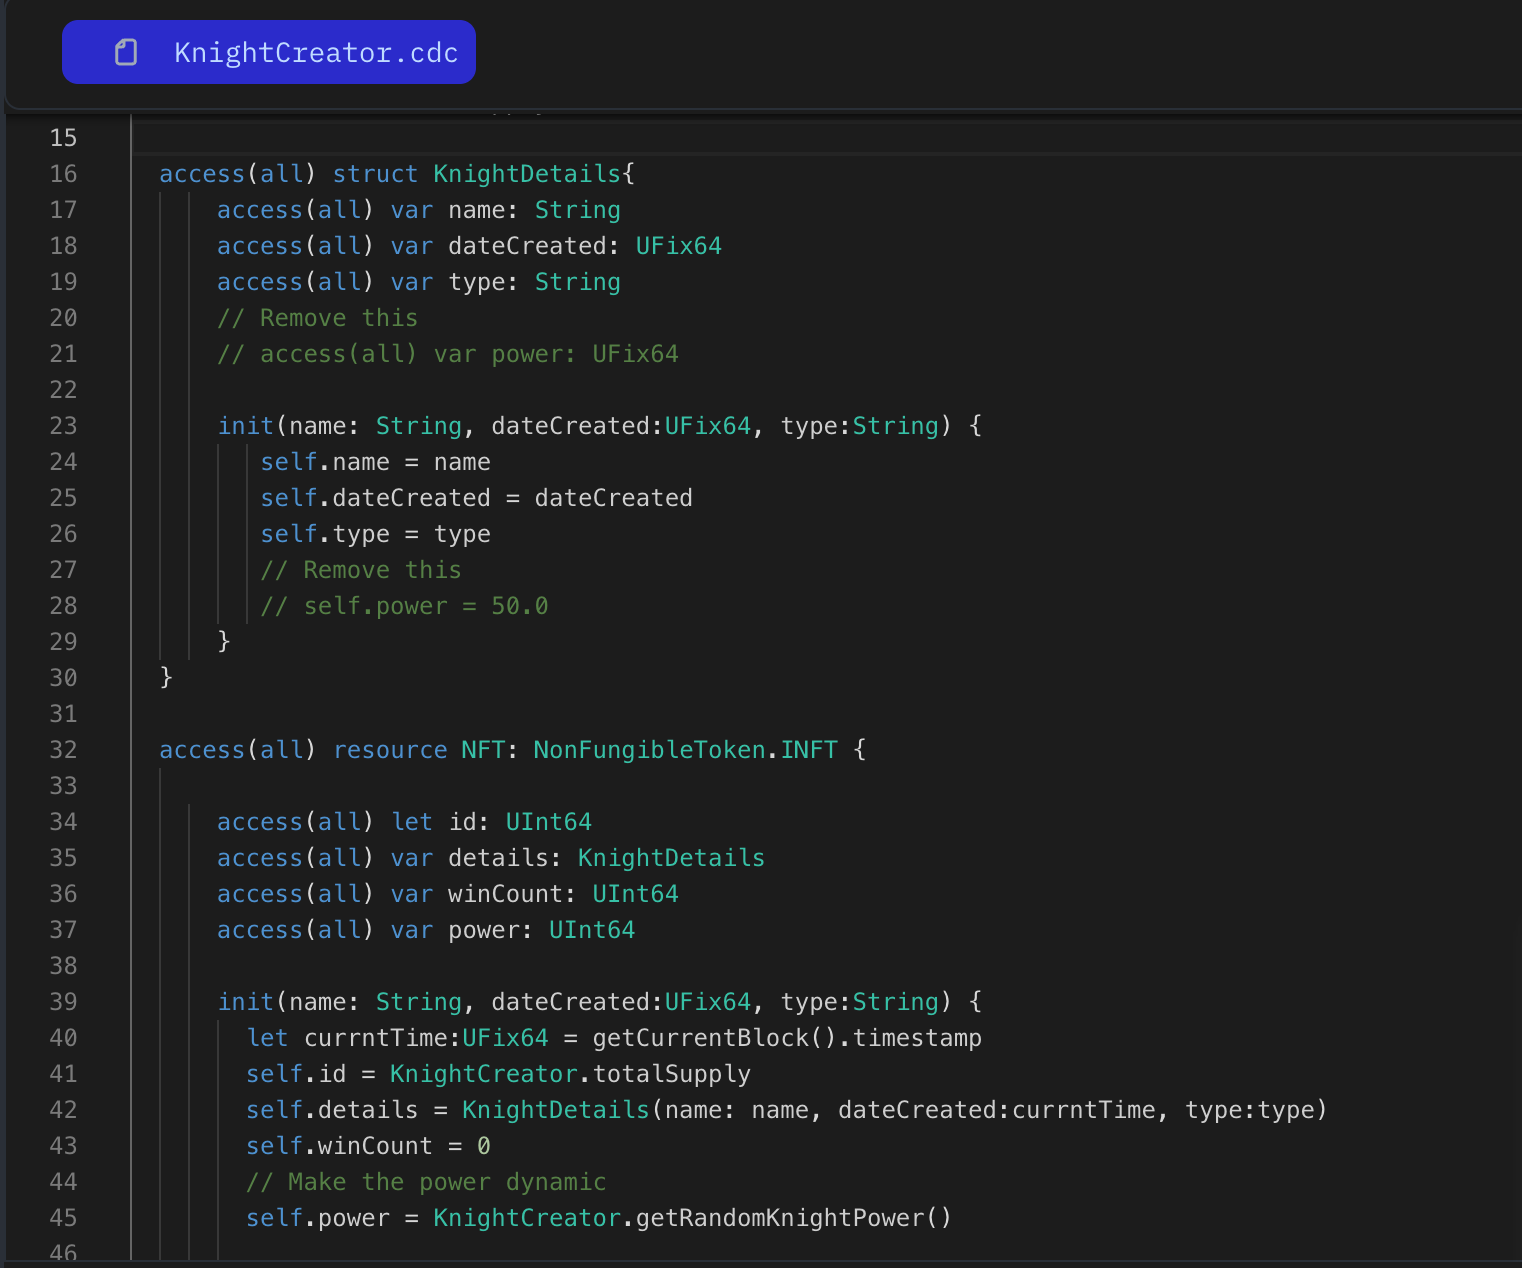 KnightCreator.cdc
15
16 access(all) struct KnightDetails{
17 access(all) var name: String
18 access(all) var dateCreated: UFix64
19 access(all) var type: String
20 // Remove this
21 // access(all) var power: UFix64
22
23 init(name: String, dateCreated:UFix64, type:String) {
24 self.name = name
25 self.dateCreated = dateCreated
26 self.type = type
27 // Remove this
28 // self.power = 50.0
29 }
30 }
31
32 access(all) resource NFT: NonFungibleToken.INFT {
33
34 access(all) let id: UInt64
35 access(all) var details: KnightDetails
36 access(all) var winCount: UInt64
37 access(all) var power: UInt64
38
39 init(name: String, dateCreated:UFix64, type:String) {
40 let currntTime:UFix64 = getCurrentBlock().timestamp
41 self.id = KnightCreator.totalSupply
42 self.details = KnightDetails(name: name, dateCreated:currntTime, type:type)
43 self.winCount = 0
44 // Make the power dynamic
45 self.power = KnightCreator.getRandomKnightPower()
46